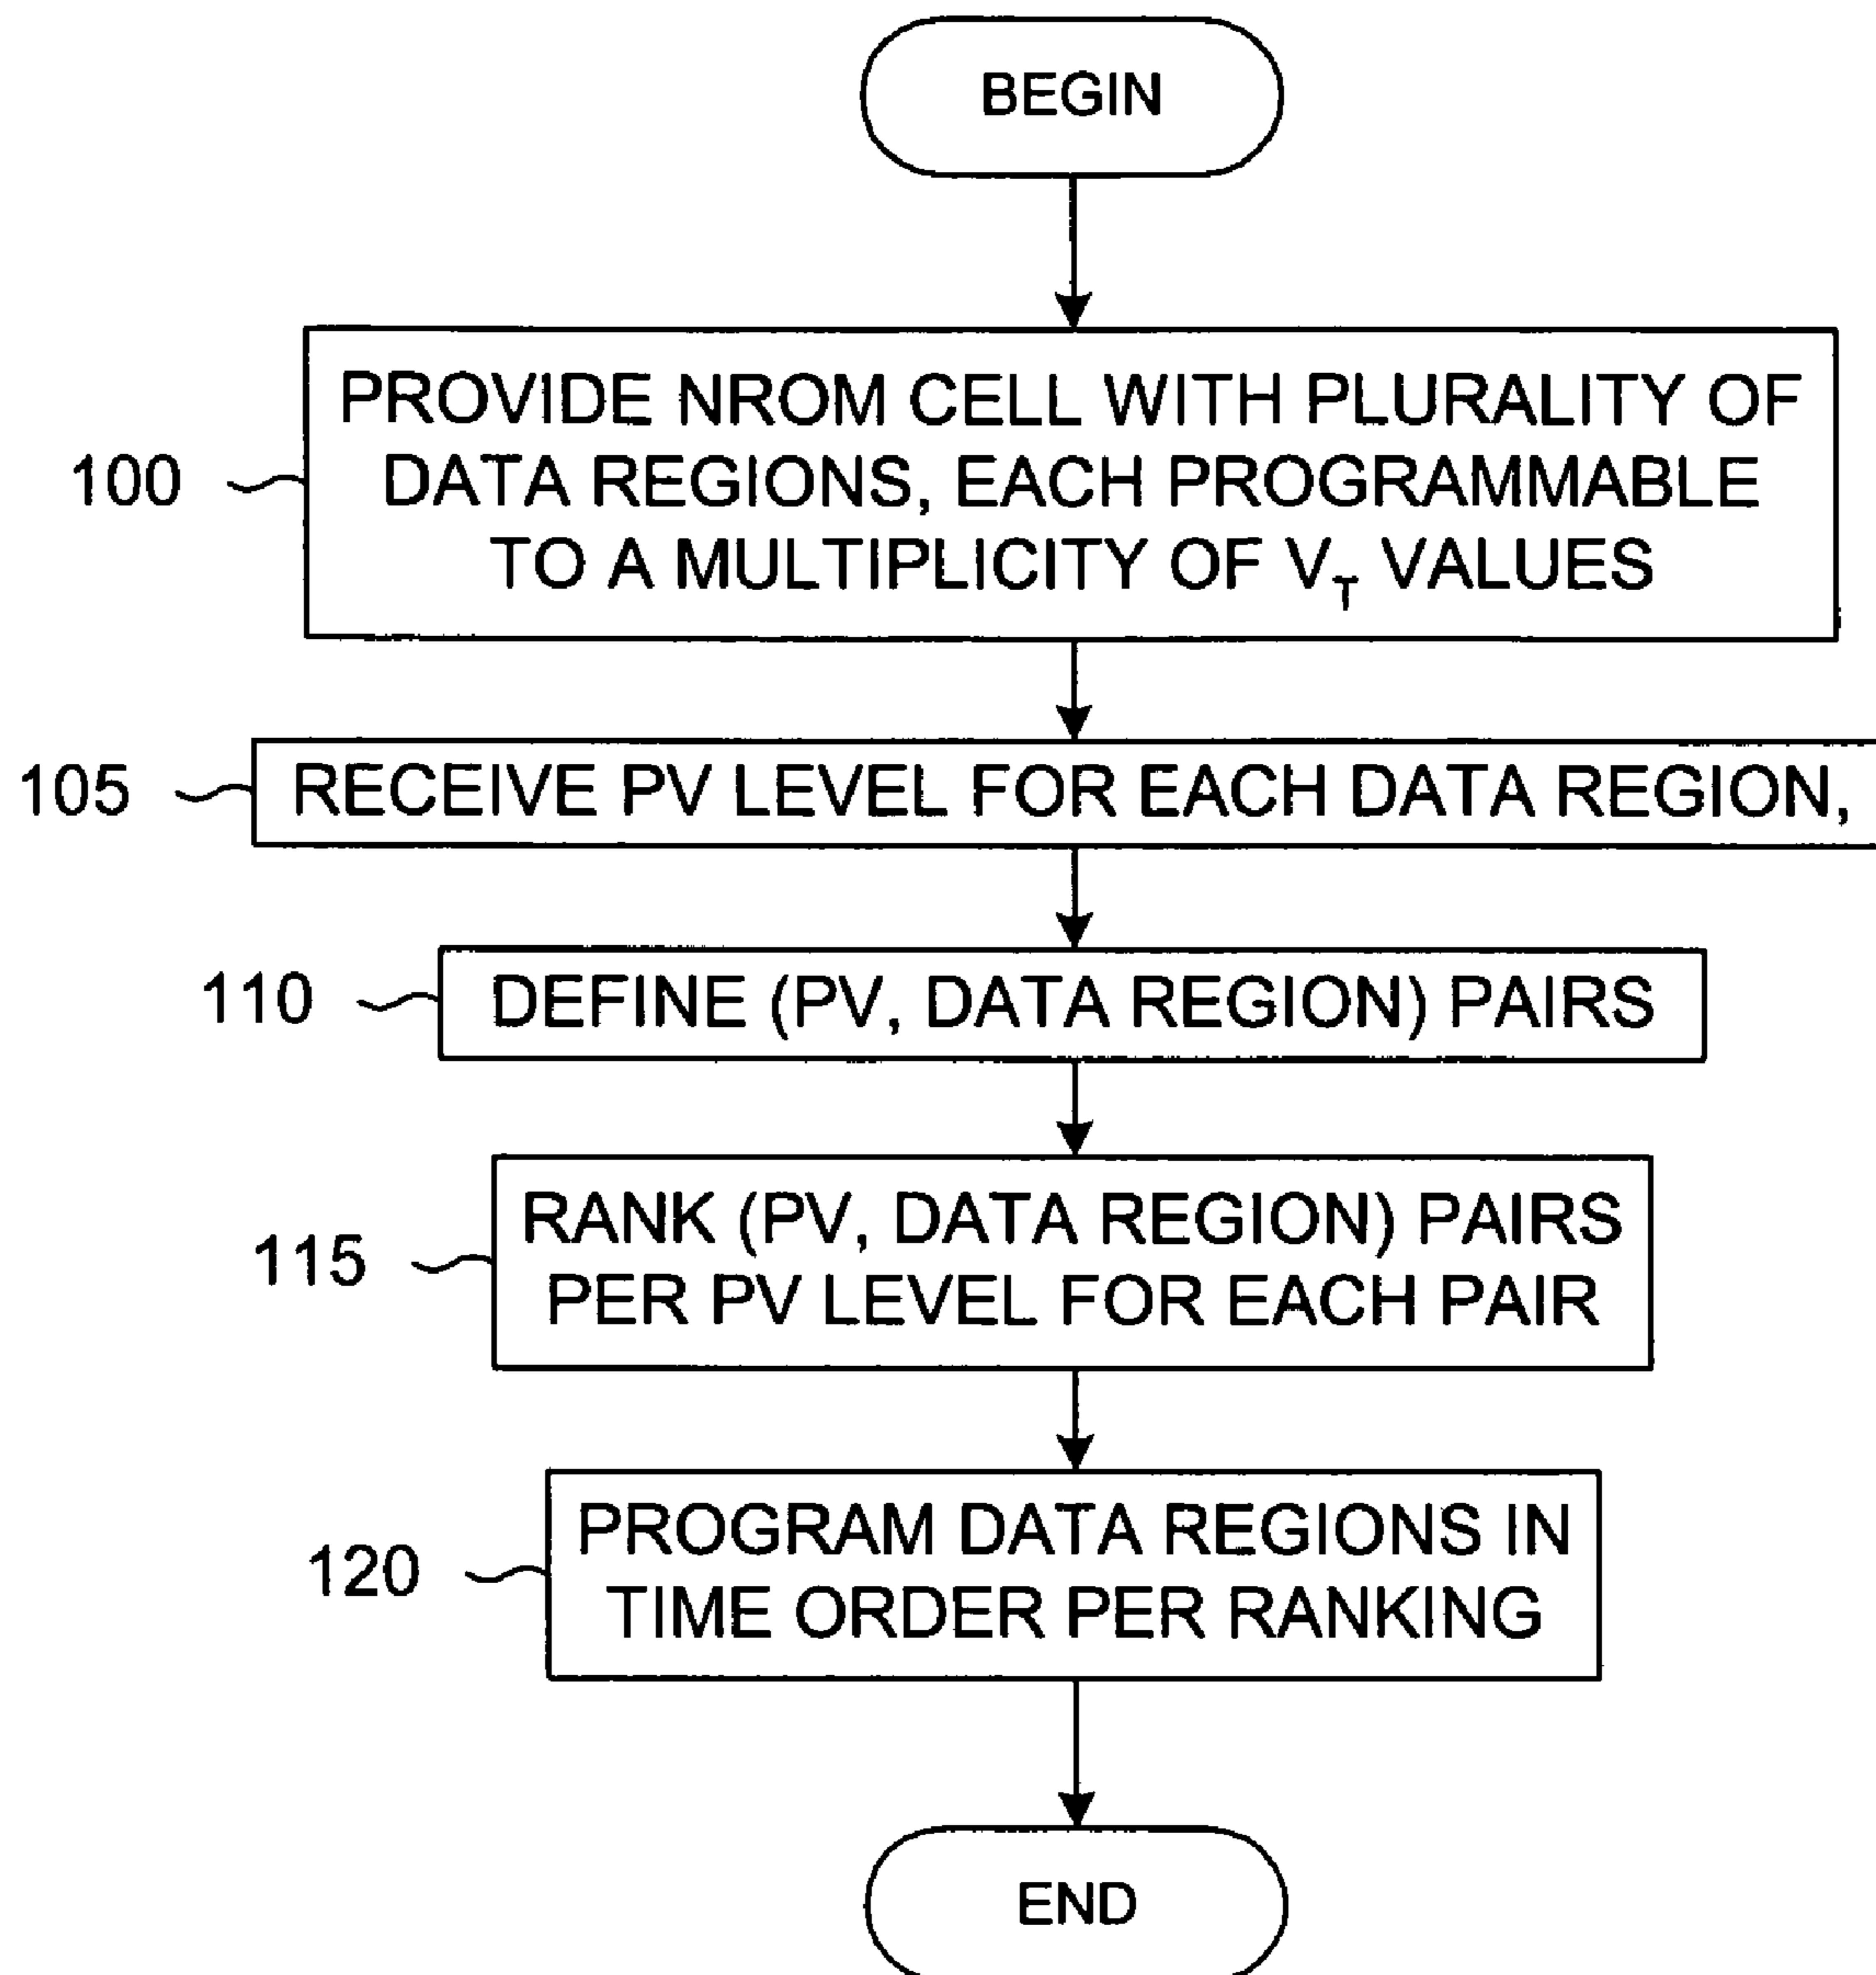 BEGIN
PROVIDE NROM CELL WITH PLURALITY OF
100 DATA REGIONS, EACH PROGRAMMABLE
TO A MULTIPLICITY OF V_T VALUES
105 RECEIVE PV LEVEL FOR EACH DATA REGION,
110 DEFINE (PV, DATA REGION) PAIRS
RANK (PV, DATA REGION) PAIRS
115
PER PV LEVEL FOR EACH PAIR
PROGRAM DATA REGIONS IN
120
TIME ORDER PER RANKING
END